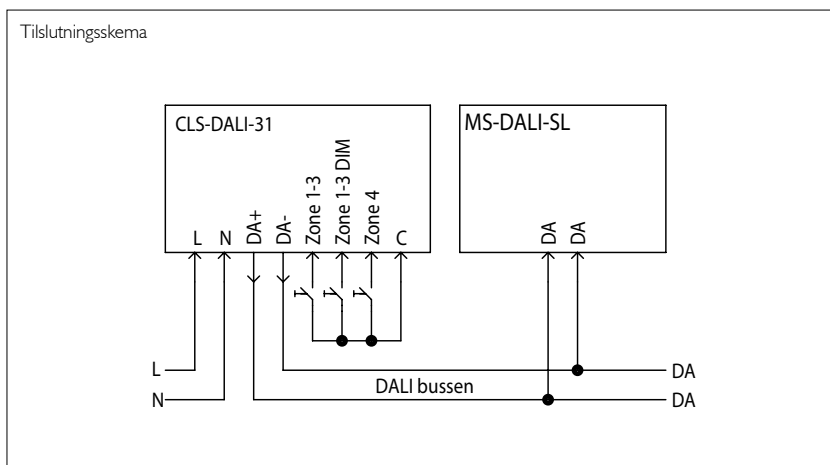 Tilslutningsskema
CLS-DALI-31
MS-DALI-SL
L
N
DA+
DA-
Zone 1-3
Zone 1-3 DIM
Zone 4
C
DA
DA
L
DA
DALI bussen
N
DA